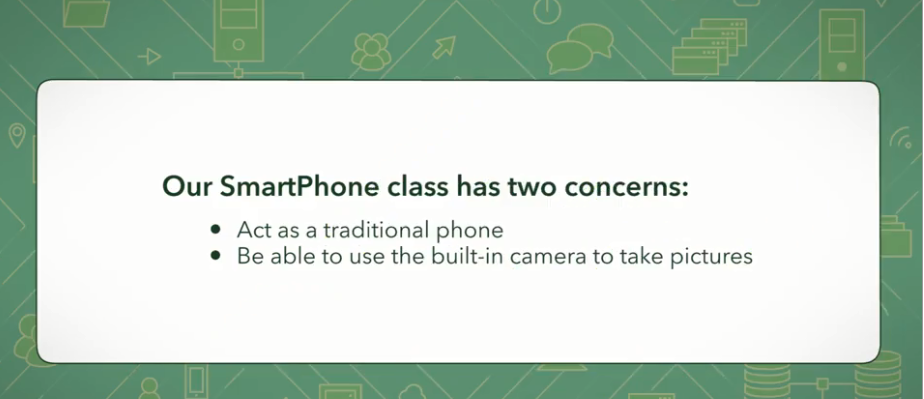 Our SmartPhone class has two concerns:
• Act as a traditional phone
• Be able to use the built-in camera to take pictures